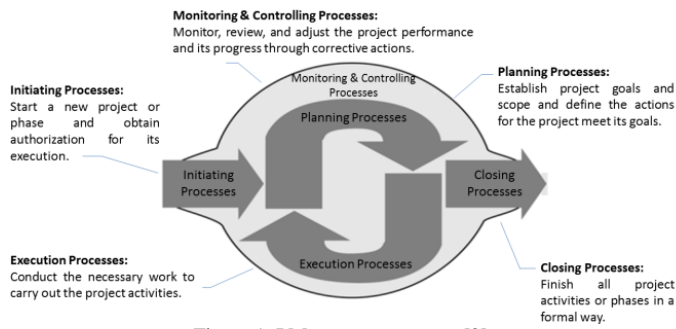 Monitoring & Controlling Processes:
Monitor, review, and adjust the project performance
and its progress through corrective actions.
Initiating Processes:
Start a new project or
phase and obtain
authorization for its
execution.
Planning Processes:
Establish project goals and
scope and define the actions
for the project meet its goals.
Monitoring & Controlling
Processes
Planning Processes
Initiating
Processes
Closing
Processes
Execution Processes
Execution Processes:
Conduct the necessary work to
carry out the project activities.
Closing Processes:
Finish all project
activities or phases in a
formal way.